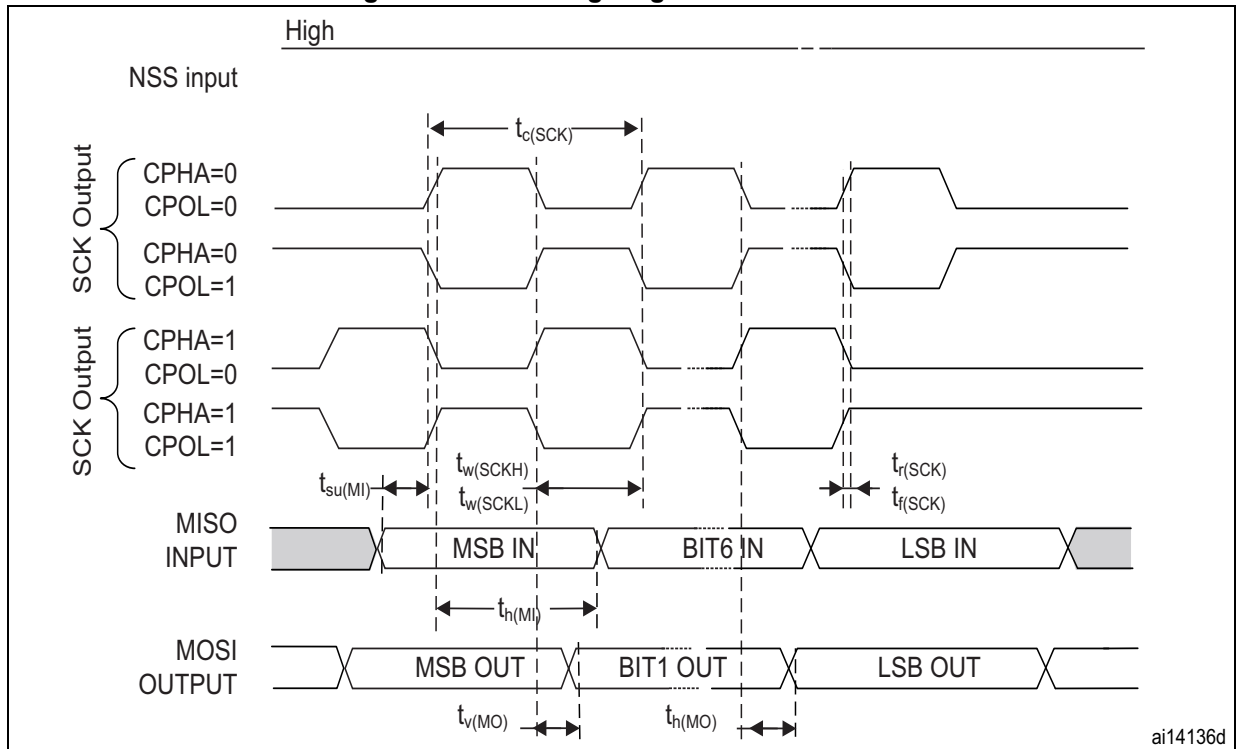 High
NSS input
tc(SCK)
SCK Output
CPHA=0
CPOL=0
CPHA=0
CPOL=1
SCK Output
CPHA=1
CPOL=0
CPHA=1
CPOL=1
tsu(MI)
tw(SCKH)
tw(SCKL)
tr(SCK)
tf(SCK)
MISO
INPUT
MSB IN
BIT6 IN
LSB IN
th(MI)
MOSI
OUTPUT
MSB OUT
BIT1 OUT
LSB OUT
tv(MO)
th(MO)
ai14136d